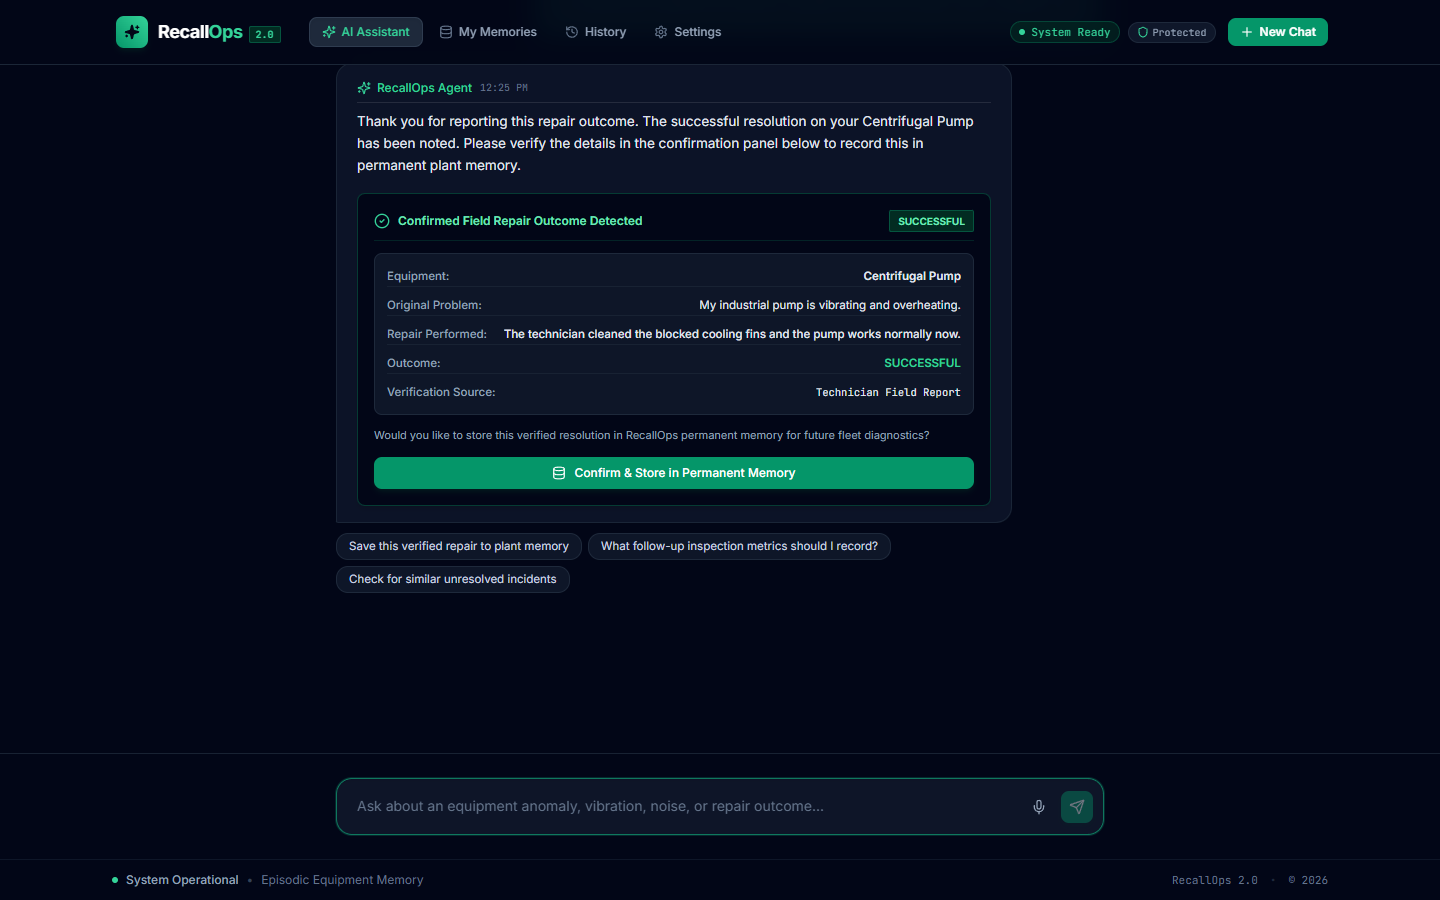 RecallOps 2.0 AI Assistant My Memories History Settings System Ready Protected New Chat
RecallOps Agent 12:25 PM
Thank you for reporting this repair outcome. The successful resolution on your Centrifugal Pump
has been noted. Please verify the details in the confirmation panel below to record this in
permanent plant memory.
Confirmed Field Repair Outcome Detected SUCCESSFUL
Equipment: Centrifugal Pump
Original Problem: My industrial pump is vibrating and overheating.
Repair Performed: The technician cleaned the blocked cooling fins and the pump works normally now.
Outcome: SUCCESSFUL
Verification Source: Technician Field Report
Would you like to store this verified resolution in RecallOps permanent memory for future fleet diagnostics?
Confirm & Store in Permanent Memory
Save this verified repair to plant memory What follow-up inspection metrics should I record?
Check for similar unresolved incidents
Ask about an equipment anomaly, vibration, noise, or repair outcome...
System Operational • Episodic Equipment Memory RecallOps 2.0 · © 2026